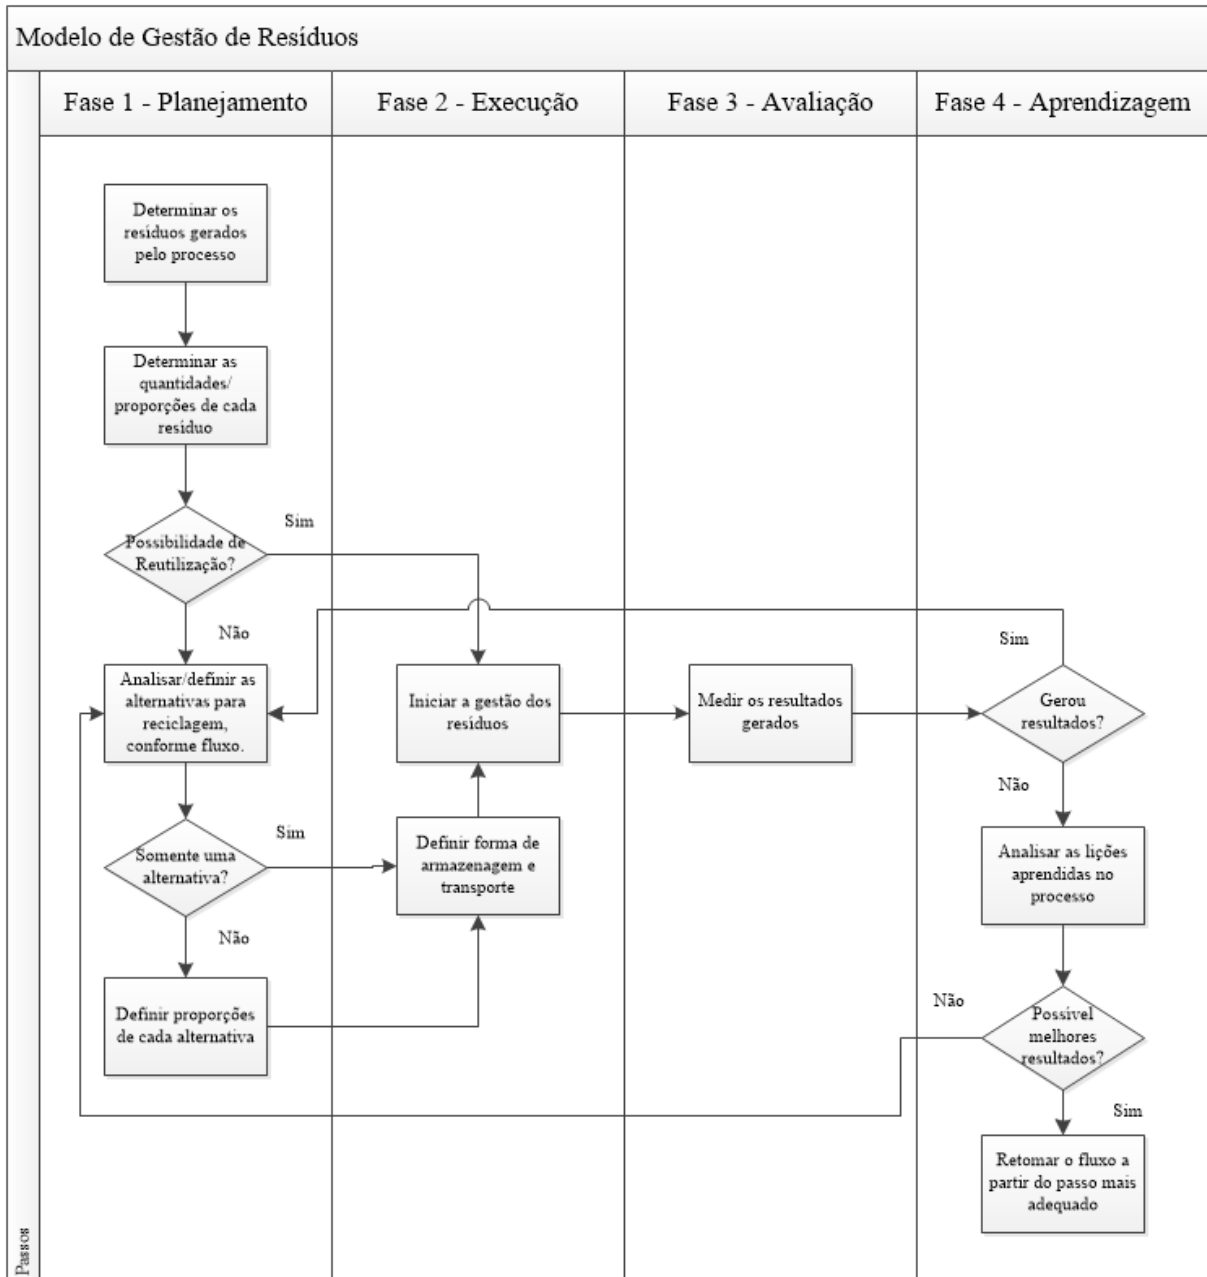 Modelo de Gestão de Resíduos
Fase 1 - Planejamento
Fase 2 - Execução
Fase 3 - Avaliação
Fase 4 - Aprendizagem
Determinar os
resíduos gerados
pelo processo
Determinar as
quantidades/
proporções de cada
resíduo
Possibilidade de
Reutilização?
Sim
Não
Analisar/definir as
alternativas para
reciclagem,
conforme fluxo.
Somente uma
alternativa?
Sim
Não
Definir proporções
de cada alternativa
Iniciar a gestão dos
resíduos
Definir forma de
armazenagem e
transporte
Medir os resultados
gerados
Sim
Gerou
resultados?
Não
Analisar as lições
aprendidas no
processo
Não
Possivel
melhores
resultados?
Sim
Retomar o fluxo a
partir do passo mais
adequado
Passos